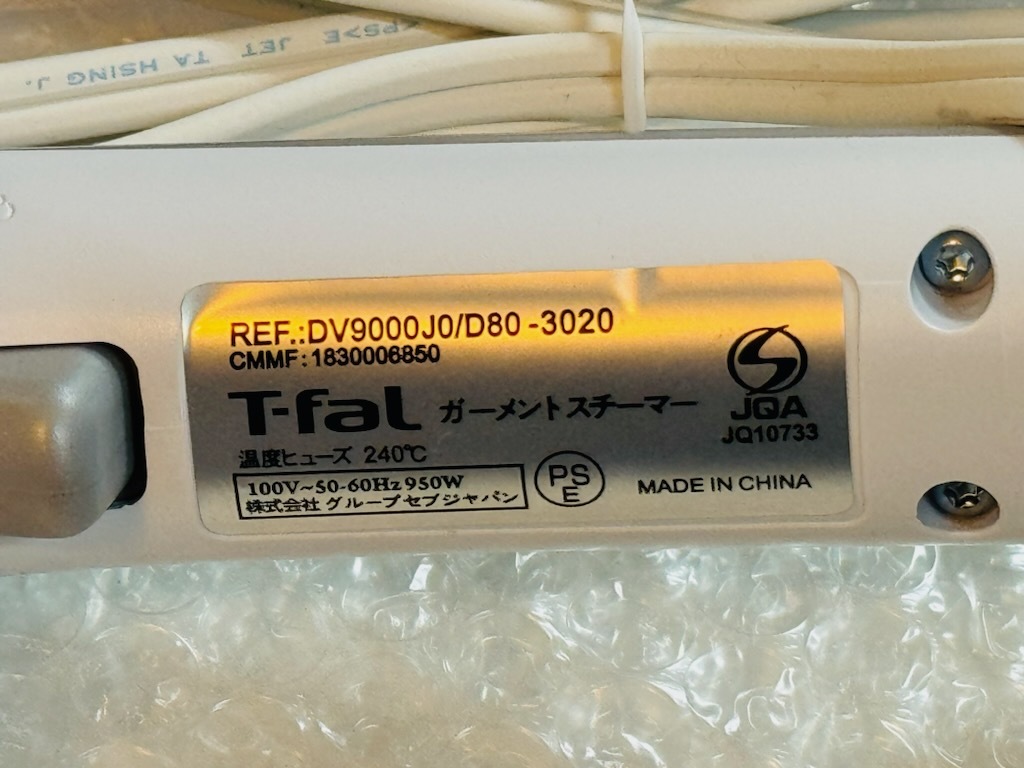 PS>E JET TA HSING J.
REF.:DV9000J0/D80-3020
CMMF:1830006850
T-fal ガーメントスチーマー
JQA
JQ10733
温度ヒューズ 240℃
100V~50-60Hz 950W
株式会社 グループセブジャパン
PS
E
MADE IN CHINA